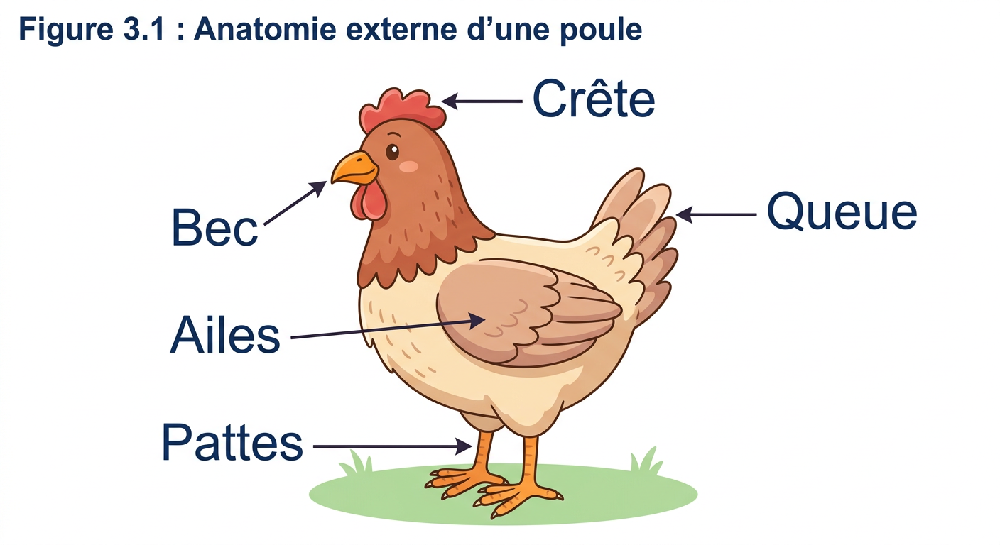 Figure 3.1 : Anatomie externe d’une poule
Crête
Queue
Bec
Ailes
Pattes